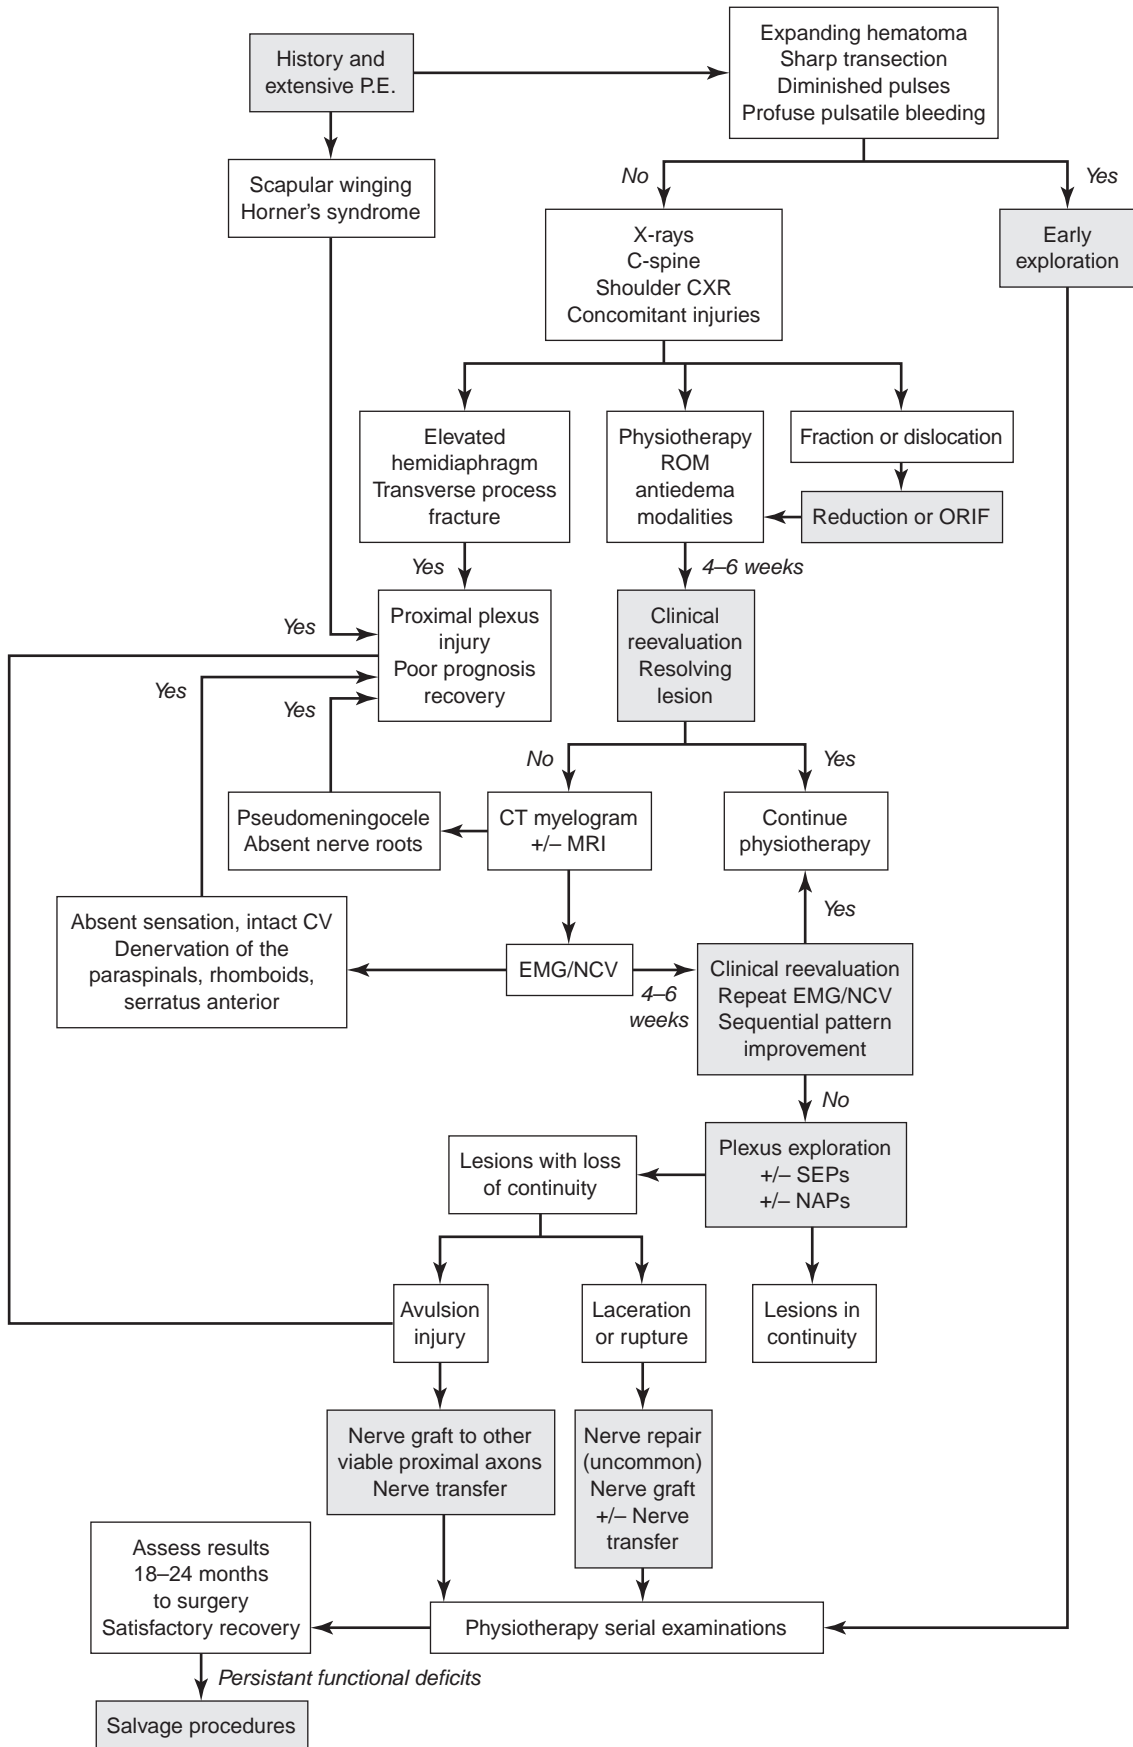 History and
extensive P.E.
Expanding hematoma
Sharp transection
Diminished pulses
Profuse pulsatile bleeding
Scapular winging
Horner's syndrome
No
Yes
X-rays
C-spine
Shoulder CXR
Concomitant injuries
Early
exploration
Elevated
hemidiaphragm
Transverse process
fracture
Physiotherapy
ROM
antiedema
modalities
Fraction or dislocation
Reduction or ORIF
Yes
4–6 weeks
Yes
Proximal plexus
injury
Poor prognosis
recovery
Clinical
reevaluation
Resolving
lesion
Yes
Yes
No
Yes
Pseudomeningocele
Absent nerve roots
CT myelogram
+/– MRI
Continue
physiotherapy
Yes
Absent sensation, intact CV
Denervation of the
paraspinals, rhomboids,
serratus anterior
EMG/NCV
4–6
weeks
Clinical reevaluation
Repeat EMG/NCV
Sequential pattern
improvement
No
Lesions with loss
of continuity
Plexus exploration
+/– SEPs
+/– NAPs
Avulsion
injury
Laceration
or rupture
Lesions in
continuity
Nerve graft to other
viable proximal axons
Nerve transfer
Nerve repair
(uncommon)
Nerve graft
+/– Nerve
transfer
Assess results
18–24 months
to surgery
Satisfactory recovery
Physiotherapy serial examinations
Persistant functional deficits
Salvage procedures